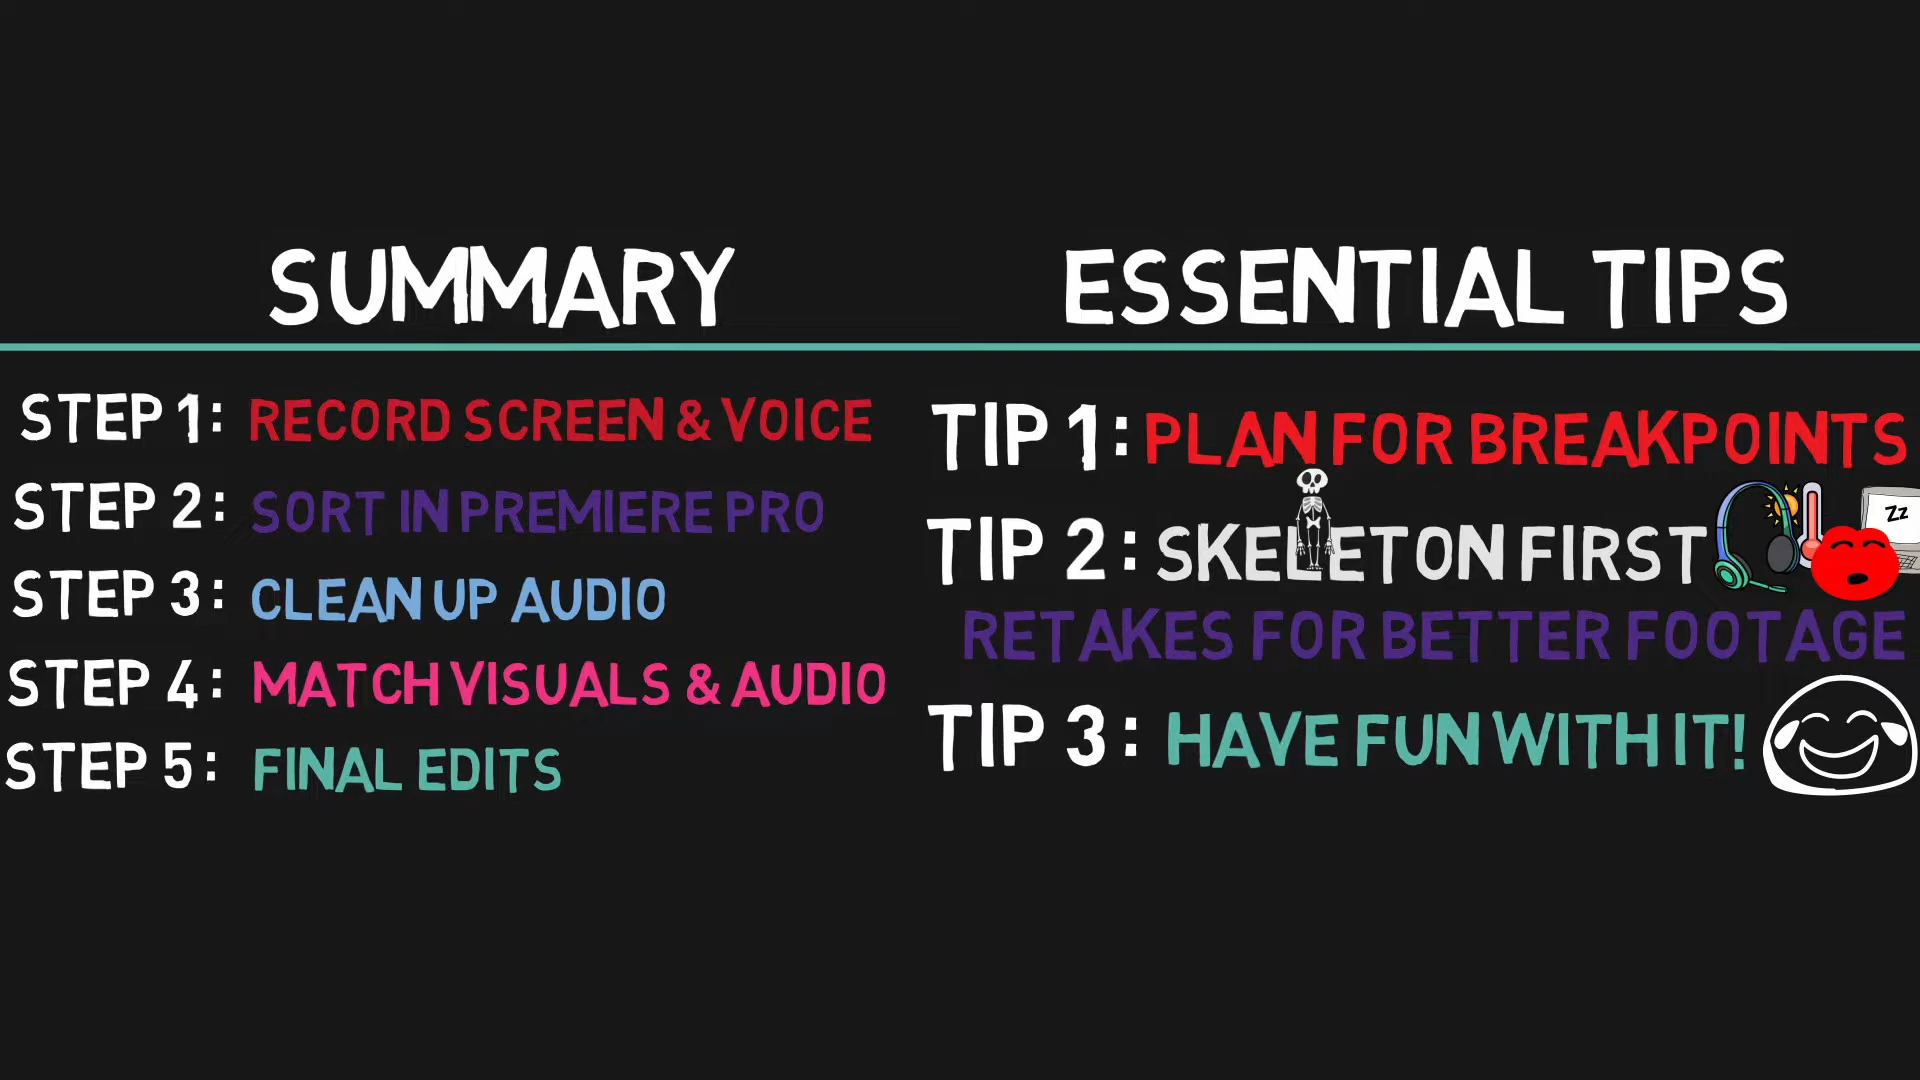 SUMMARY
STEP 1: RECORD SCREEN & VOICE
STEP 2: SORT IN PREMIERE PRO
STEP 3: CLEAN UP AUDIO
STEP 4: MATCH VISUALS & AUDIO
STEP 5: FINAL EDITS
ESSENTIAL TIPS
TIP 1: PLAN FOR BREAKPOINTS
TIP 2: SKELETON FIRST
Zz
RETAKES FOR BETTER FOOTAGE
TIP 3: HAVE FUN WITH IT!